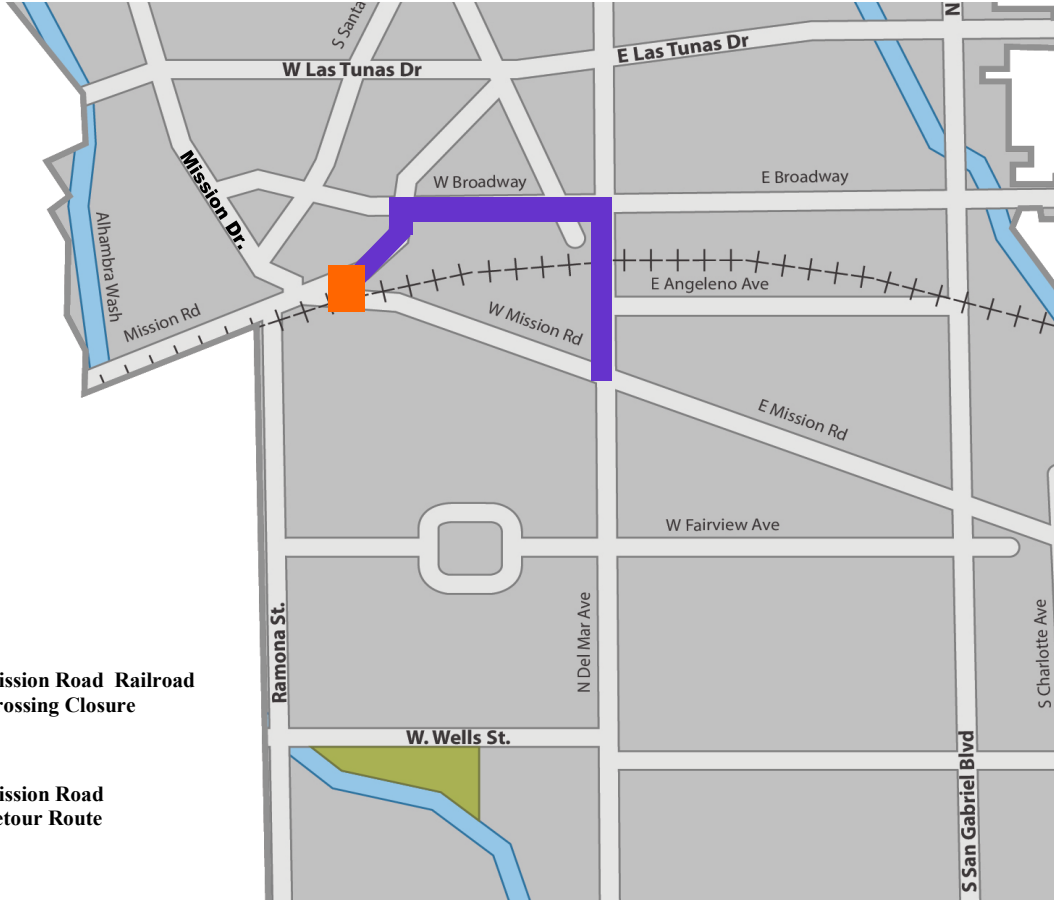 N
S Santa
E Las Tunas Dr
W Las Tunas Dr
Mission Dr.
W Broadway
E Broadway
Alhambra Wash
E Angeleno Ave
Mission Rd
W Mission Rd
E Mission Rd
W Fairview Ave
N Del Mar Ave
Ramona St.
S Charlotte Ave
ission Road Railroad
rossing Closure
W. Wells St.
S San Gabriel Blvd
ission Road
etour Route